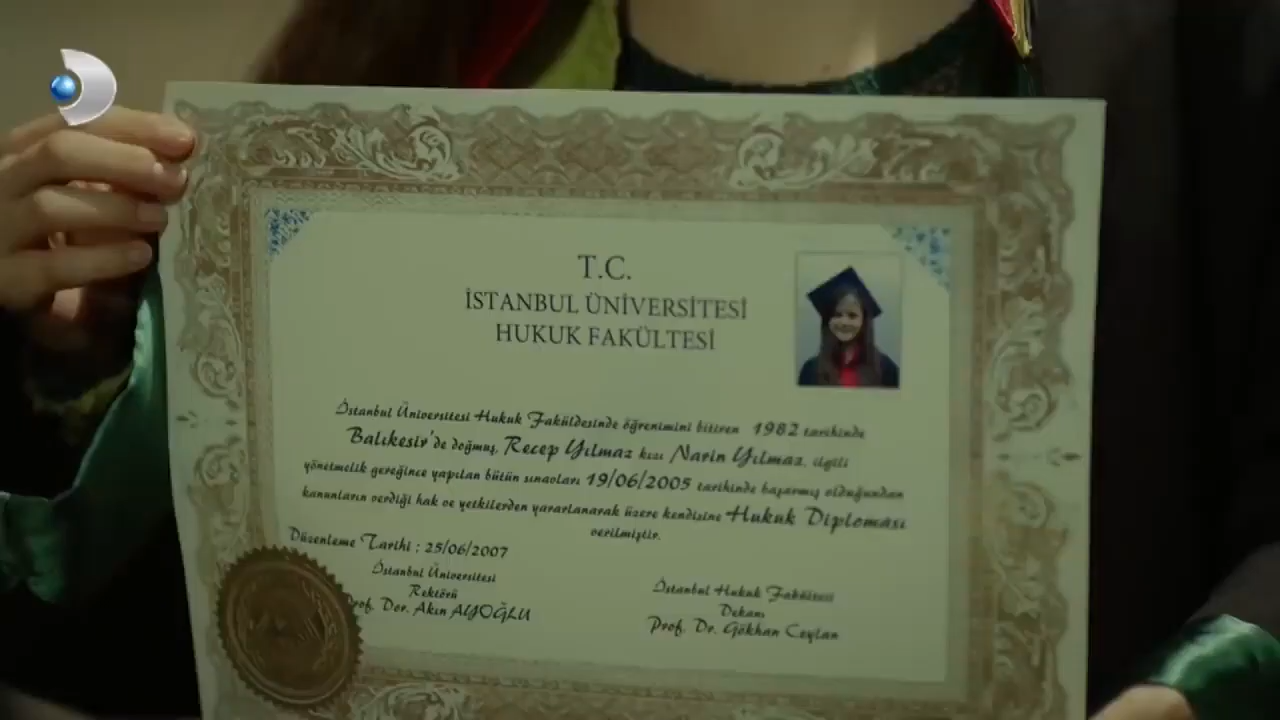 T.C.
İSTANBUL ÜNİVERSİTESİ
HUKUK FAKÜLTESİ
İstanbul Üniversitesi Hukuk Fakültesinde öğrenimini bitiren 1982 tarihinde
Balıkesir'de doğmuş, Recep Yılmaz kızı Narin Yılmaz, ilgili
yönetmelik gereğince yapılan bütün sınavları 19/06/2005 tarihinde başarmış olduğundan
kanunların verdiği hak ve yetkilerden yararlanarak üzere kendisine Hukuk Diploması
verilmiştir.
Düzenleme Tarihi : 25/06/2007
İstanbul Üniversitesi
Rektörü
Prof. Dor. Akın ALYOĞLU
İstanbul Hukuk Fakültesi
Dekanı
Prof. Dr. Gökhan Ceylan